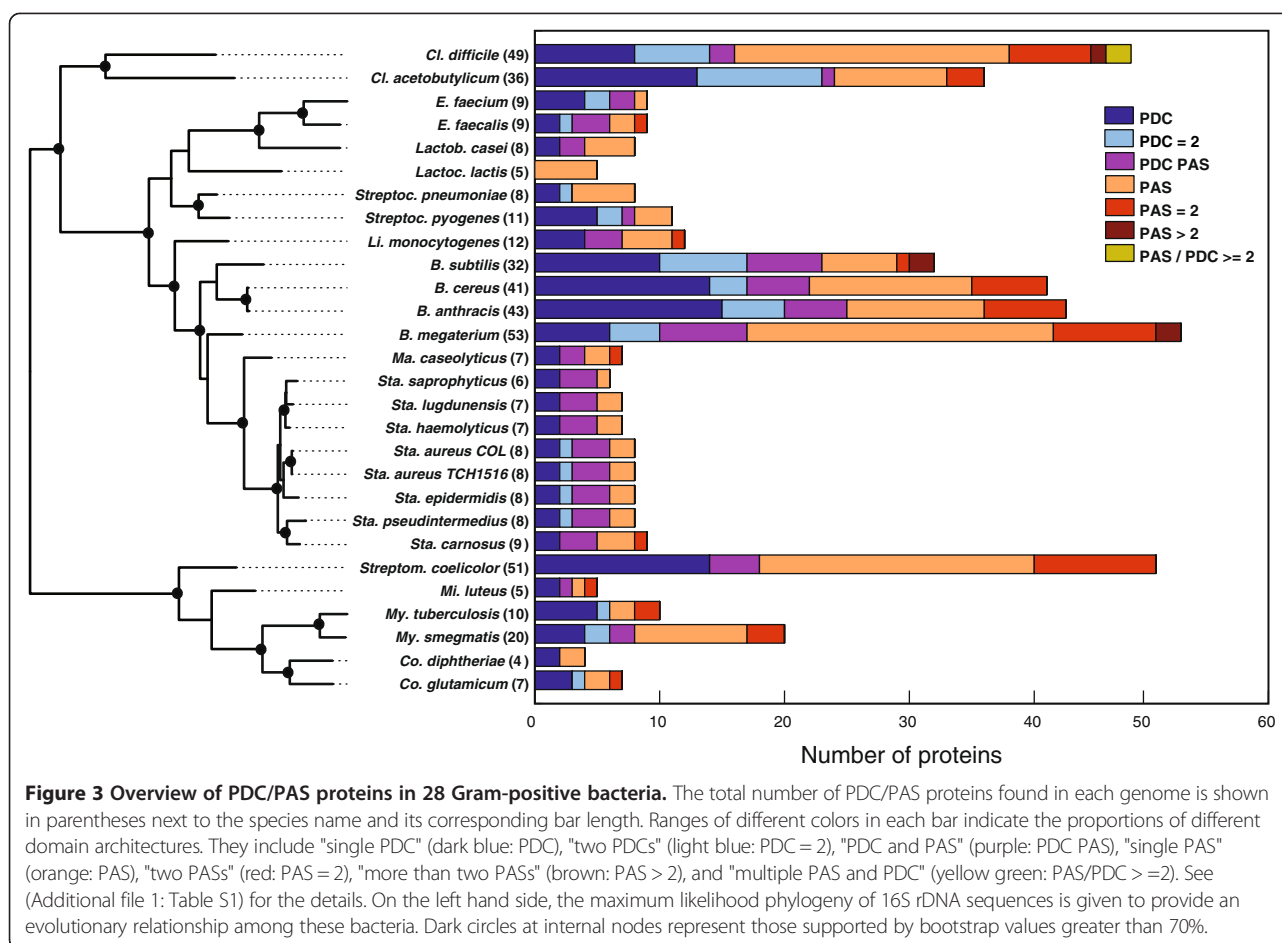 Cl. difficile (49)
Cl. acetobutylicum (36)
E. faecium (9)
E. faecalis (9)
Lactob. casei (8)
Lactoc. lactis (5)
Streptoc. pneumoniae (8)
Streptoc. pyogenes (11)
Li. monocytogenes (12)
B. subtilis (32)
B. cereus (41)
B. anthracis (43)
B. megaterium (53)
Ma. caseolyticus (7)
Sta. saprophyticus (6)
Sta. lugdunensis (7)
Sta. haemolyticus (7)
Sta. aureus COL (8)
Sta. aureus TCH1516 (8)
Sta. epidermidis (8)
Sta. pseudintermedius (8)
Sta. carnosus (9)
Streptom. coelicolor (51)
Mi. luteus (5)
My. tuberculosis (10)
My. smegmatis (20)
Co. diphtheriae (4)
Co. glutamicum (7)
PDC
PDC = 2
PDC PAS
PAS
PAS = 2
PAS > 2
PAS / PDC >= 2
0 10 20 30 40 50 60
Number of proteins
Figure 3 Overview of PDC/PAS proteins in 28 Gram-positive bacteria. The total number of PDC/PAS proteins found in each genome is shown
in parentheses next to the species name and its corresponding bar length. Ranges of different colors in each bar indicate the proportions of different
domain architectures. They include "single PDC" (dark blue: PDC), "two PDCs" (light blue: PDC = 2), "PDC and PAS" (purple: PDC PAS), "single PAS"
(orange: PAS), "two PASs" (red: PAS = 2), "more than two PASs" (brown: PAS > 2), and "multiple PAS and PDC" (yellow green: PAS/PDC > =2). See
(Additional file 1: Table S1) for the details. On the left hand side, the maximum likelihood phylogeny of 16S rDNA sequences is given to provide an
evolutionary relationship among these bacteria. Dark circles at internal nodes represent those supported by bootstrap values greater than 70%.